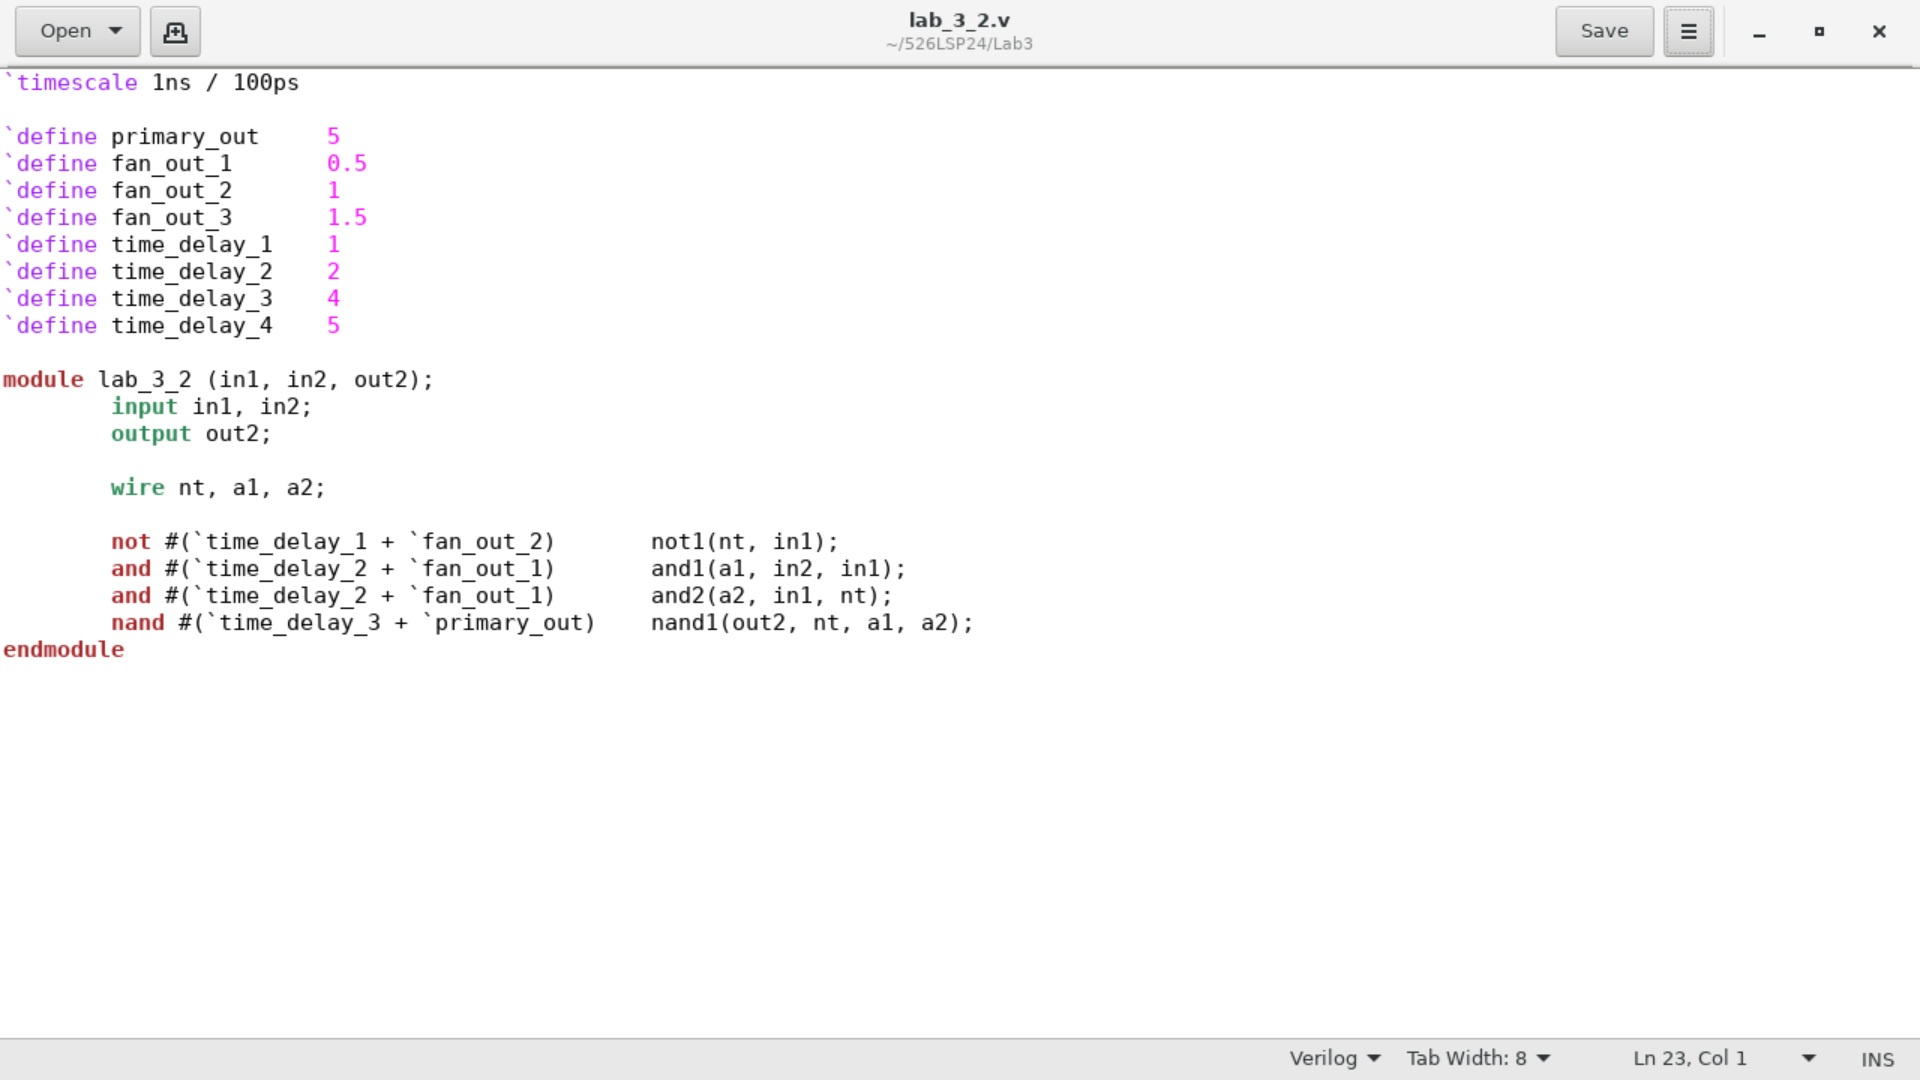 Open
lab_3_2.v
~/526LSP24/Lab3
Save
`timescale 1ns / 100ps
`define primary_out     5
`define fan_out_1       0.5
`define fan_out_2       1
`define fan_out_3       1.5
`define time_delay_1    1
`define time_delay_2    2
`define time_delay_3    4
`define time_delay_4    5
module lab_3_2 (in1, in2, out2);
        input in1, in2;
        output out2;
        wire nt, a1, a2;
        not #(`time_delay_1 + `fan_out_2)       not1(nt, in1);
        and #(`time_delay_2 + `fan_out_1)       and1(a1, in2, in1);
        and #(`time_delay_2 + `fan_out_1)       and2(a2, in1, nt);
        nand #(`time_delay_3 + `primary_out)    nand1(out2, nt, a1, a2);
endmodule
Verilog Tab Width: 8 Ln 23, Col 1 INS